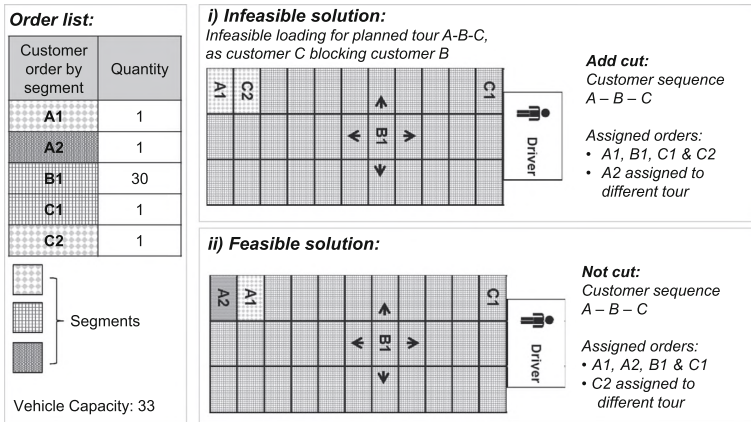 Order list:
Customer
order by
segment
Quantity
A1
1
A2
1
B1
30
C1
1
C2
1
Segments
Vehicle Capacity: 33
i) Infeasible solution:
Infeasible loading for planned tour A-B-C,
as customer C blocking customer B
A1
C2
C1
B1
Driver
Add cut:
Customer sequence
A – B – C
Assigned orders:
• A1, B1, C1 & C2
• A2 assigned to
different tour
ii) Feasible solution:
A2
A1
C1
B1
Driver
Not cut:
Customer sequence
A – B – C
Assigned orders:
• A1, A2, B1 & C1
• C2 assigned to
different tour